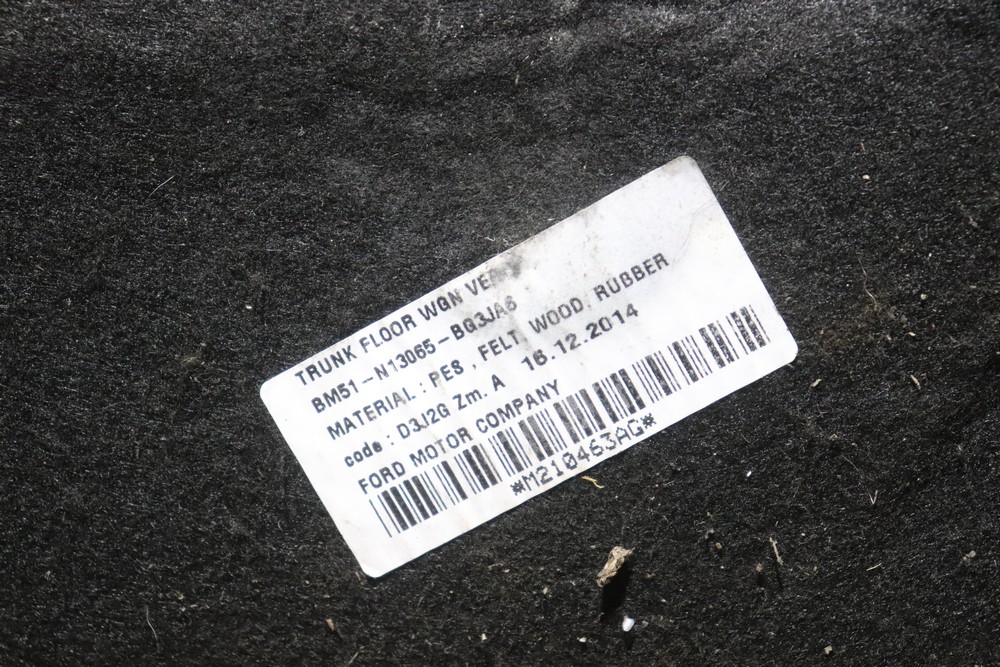 TRUNK FLOOR WGN
BM51-N13065-BG3JA6
MATERIAL : PES , FELT, WOOD, RUBBER
code : D3J2G Zm. A 16.12.2014
FORD MOTOR COMPANY
*M210463AG*